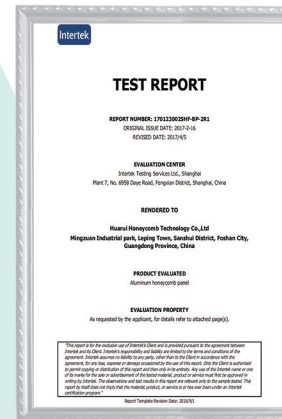 Intertek
TEST REPORT
REPORT NUMBER: 170123002SHF-BP-2R1
ORIGINAL ISSUE DATE: 2017-2-16
REVISED DATE: 2017/4/5
EVALUATION CENTER
Intertek Testing Services Ltd., Shanghai
Plant 7, No. 6958 Daye Road, Fengxian District, Shanghai, China
RENDERED TO
Huarui Honeycomb Technology Co.,Ltd
Mingzuan Industrial park, Leping Town, Sanshui District, Foshan City,
Guangdong Province, China
PRODUCT EVALUATED
Aluminum honeycomb panel
EVALUATION PROPERTY
As requested by the applicant, for details refer to attached page(s).
"This report is for the exclusive use of Intertek's Client and is provided pursuant to the agreement between
Intertek and its Client. Intertek's responsibility and liability are limited to the terms and conditions of the
agreement. Intertek assumes no liability to any party, other than to the Client in accordance with the
agreement, for any loss, expense or damage occasioned by the use of this report. Only the Client is authorized
to permit copying or distribution of this report and then only in its entirety. Any use of the Intertek name or one
of its marks for the sale or advertisement of the tested material, product or service must first be approved in
writing by Intertek. The observations and test results in this report are relevant only to the sample tested. This
report by itself does not imply that the material, product, or service is or has ever been under an Intertek
certification program."
Report Template Revision Date: 2016/9/1